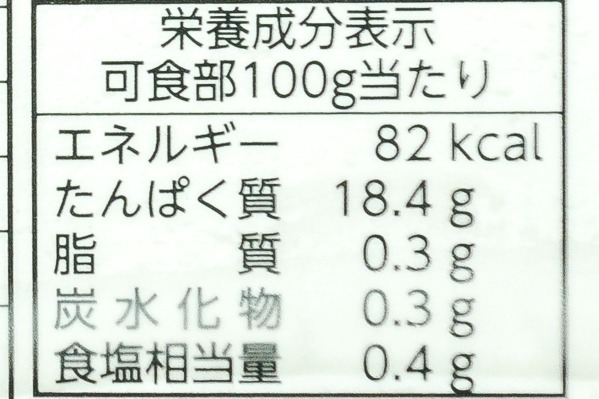 栄養成分表示
可食部100g当たり
エネルギー 82 kcal
たんぱく質 18.4 g
脂質 0.3 g
炭水化物 0.3 g
食塩相当量 0.4 g